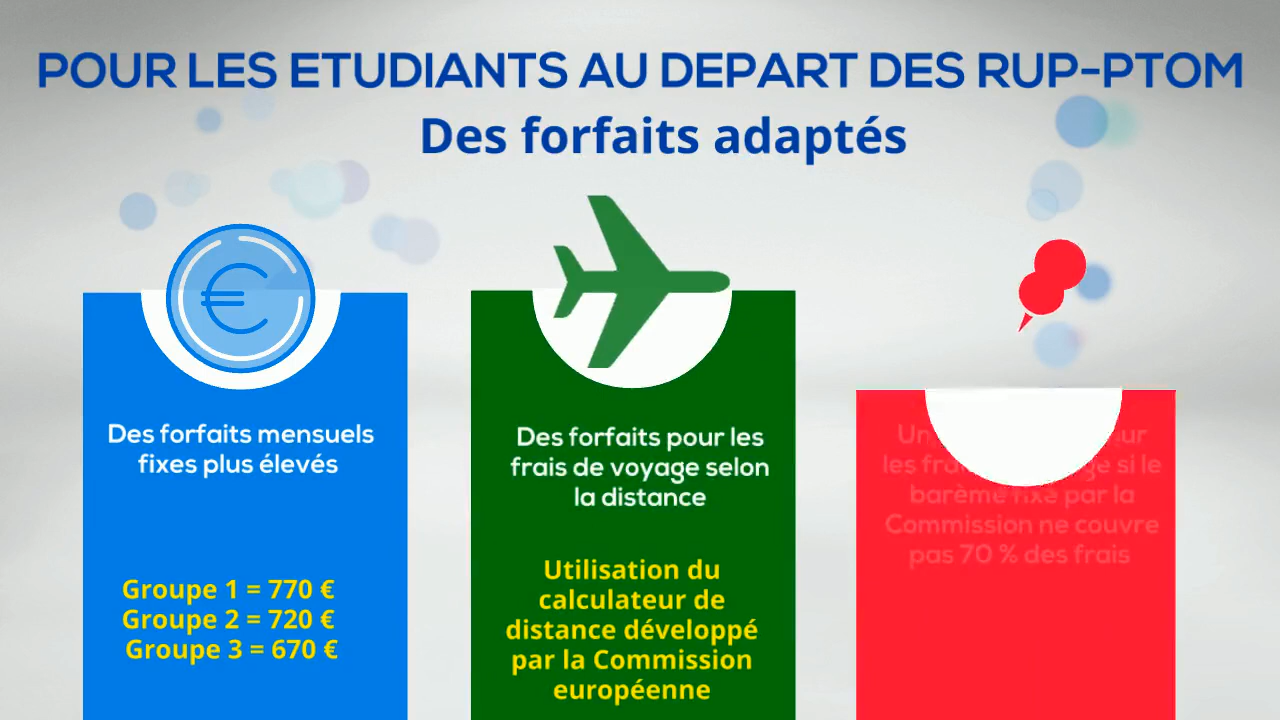 POUR LES ETUDIANTS AU DEPART DES RUP-PTOM
Des forfaits adaptés
Des forfaits mensuels
fixes plus élevés
Groupe 1 = 770 €
Groupe 2 = 720 €
Groupe 3 = 670 €
Des forfaits pour les
frais de voyage selon
la distance
Utilisation du
calculateur de
distance développé
par la Commission
européenne
les si le
barème fixé par la
Commission ne couvre
pas 70 % des frais